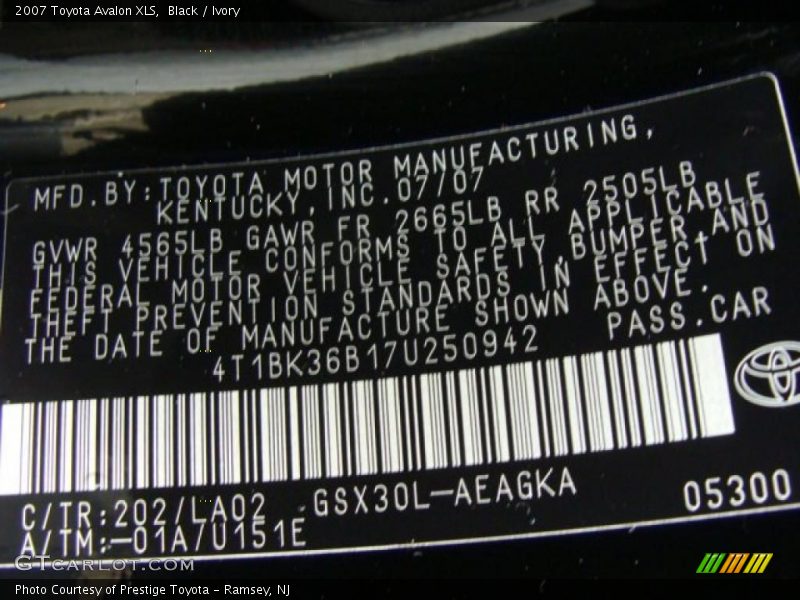 2007 Toyota Avalon XLS, Black / Ivory
MFD.BY:TOYOTA MOTOR MANUFACTURING,
KENTUCKY,INC.07/07
GVWR 4565LB GAWR FR 2665LB RR 2505LB
THIS VEHICLE CONFORMS TO ALL APPLICABLE
FEDERAL MOTOR VEHICLE SAFETY,BUMPER AND
THEFT PREVENTION STANDARDS IN EFFECT ON
THE DATE OF MANUFACTURE SHOWN ABOVE.
4T1BK36B17U250942 PASS.CAR
C/TR:202/LA02 GSX30L-AEAGKA 05300
A/TM:-01A/U151E
GTCARLOT.COM
Photo Courtesy of Prestige Toyota - Ramsey, NJ